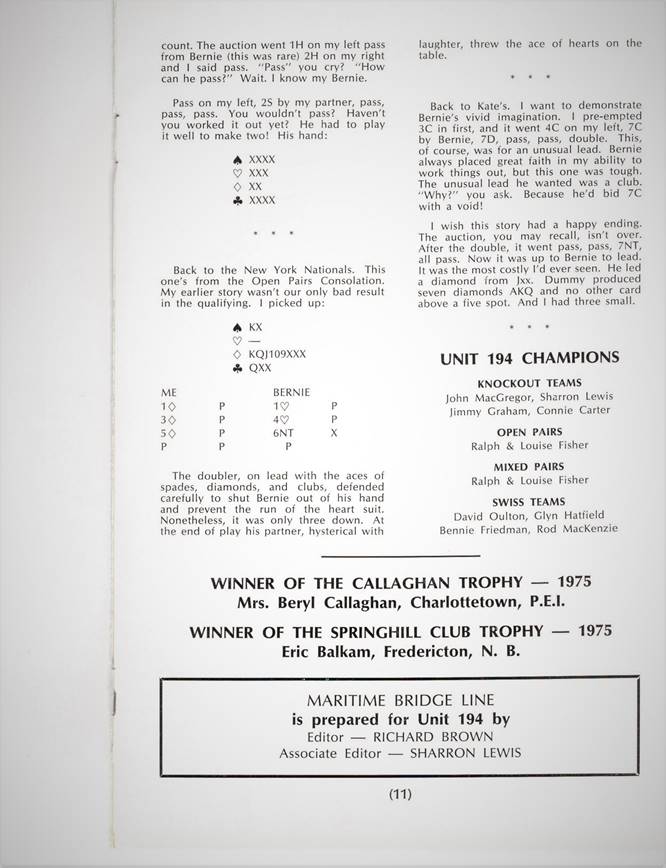 count. The auction went 1H on my left pass
from Bernie (this was rare) 2H on my right
and I said pass. "Pass" you cry? "How
can he pass?" Wait. I know my Bernie.
Pass on my left, 2S by my partner, pass,
pass, pass. You wouldn't pass? Haven't
you worked it out yet? He had to play
it well to make two! His hand:
♠ XXXX
♡ XXX
♢ XX
♣ XXXX
* * *
Back to the New York Nationals. This
one's from the Open Pairs Consolation.
My earlier story wasn't our only bad result
in the qualifying. I picked up:
♠ KX
♡ —
♢ KQJ109XXX
♣ QXX
ME BERNIE
1♢ P 1♡ P
3♢ P 4♡ P
5♢ P 6NT X
P P P
The doubler, on lead with the aces of
spades, diamonds, and clubs, defended
carefully to shut Bernie out of his hand
and prevent the run of the heart suit.
Nonetheless, it was only three down. At
the end of play his partner, hysterical with
laughter, threw the ace of hearts on the
table.
* * *
Back to Kate's. I want to demonstrate
Bernie's vivid imagination. I pre-empted
3C in first, and it went 4C on my left, 7C
by Bernie, 7D, pass, pass, double. This,
of course, was for an unusual lead. Bernie
always placed great faith in my ability to
work things out, but this one was tough.
The unusual lead he wanted was a club.
"Why?" you ask. Because he'd bid 7C
with a void!
I wish this story had a happy ending.
The auction, you may recall, isn't over.
After the double, it went pass, pass, 7NT,
all pass. Now it was up to Bernie to lead.
It was the most costly I'd ever seen. He led
a diamond from Jxx. Dummy produced
seven diamonds AKQ and no other card
above a five spot. And I had three small.
* * *
UNIT 194 CHAMPIONS
KNOCKOUT TEAMS
John MacGregor, Sharron Lewis
Jimmy Graham, Connie Carter
OPEN PAIRS
Ralph & Louise Fisher
MIXED PAIRS
Ralph & Louise Fisher
SWISS TEAMS
David Oulton, Glyn Hatfield
Bennie Friedman, Rod MacKenzie
WINNER OF THE CALLAGHAN TROPHY — 1975
Mrs. Beryl Callaghan, Charlottetown, P.E.I.
WINNER OF THE SPRINGHILL CLUB TROPHY — 1975
Eric Balkam, Fredericton, N. B.
MARITIME BRIDGE LINE
is prepared for Unit 194 by
Editor — RICHARD BROWN
Associate Editor — SHARRON LEWIS
(11)